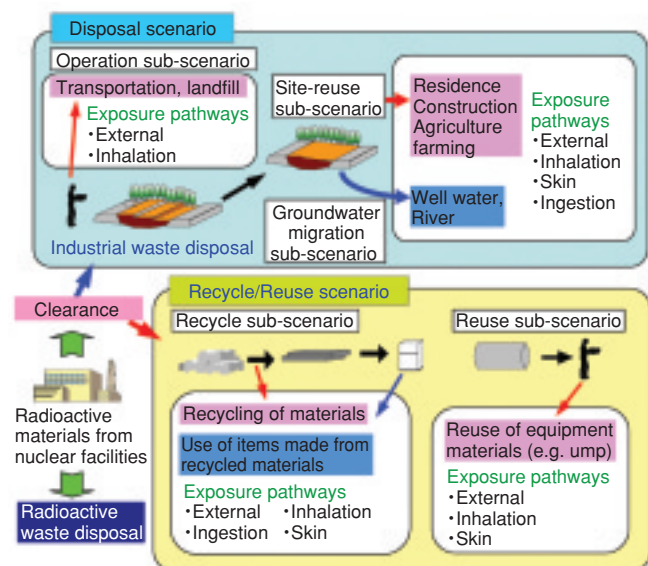 Disposal scenario
Operation sub-scenario
Transportation, landfill
Exposure pathways
・External
・Inhalation
Site-reuse
sub-scenario
Residence
Construction
Agriculture
farming
Exposure
pathways
・External
・Inhalation
・Skin
・Ingestion
Well water,
River
Groundwater
migration
sub-scenario
Industrial waste disposal
Clearance
Radioactive
materials from
nuclear facilities
Radioactive
waste disposal
Recycle/Reuse scenario
Recycle sub-scenario
Recycling of materials
Use of items made from
recycled materials
Exposure pathways
・External ・Inhalation
・Ingestion ・Skin
Reuse sub-scenario
Reuse of equipment
materials (e.g. ump)
Exposure pathways
・External
・Inhalation
・Skin